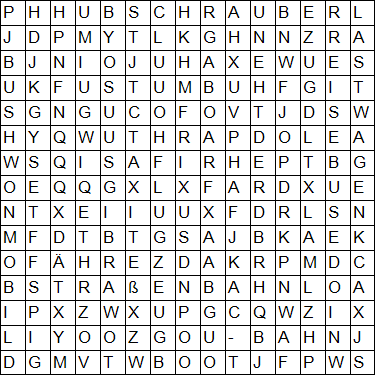 P H H U B S C H R A U B E R L
J D P M Y T L K G H N N Z R A
B J N I O J U H A X E W U E S
U K F U S T U M B U H F G I T
S G N G U C O F O V T J D S W
H Y Q W U T H R A P D O L E A
W S Q I S A F I R H E P T B G
O E Q Q G X L X F A R D X U E
N T X E I I U U X F D R L S N
M F D T B T G S A J B K A E K
O F Ä H R E Z D A K R P M D C
B S T R A ß E N B A H N L O A
I P X Z W X U P G C Q W Z I X
L I Y O O Z G O U - B A H N J
D G M V T W B O O T J F P W S